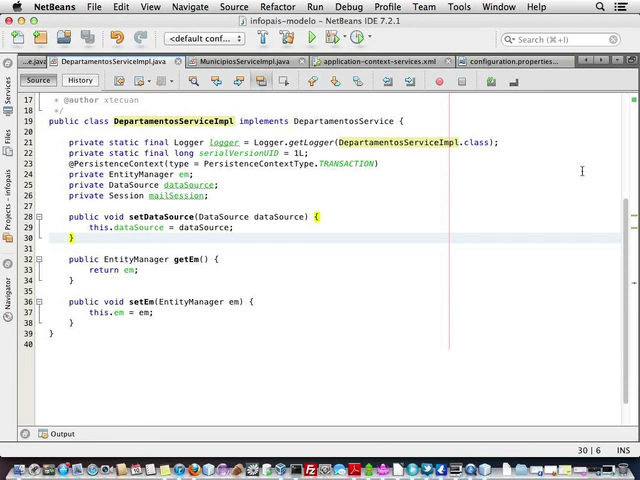 NetBeans File Edit View Navigate Source Refactor Run Debug Profile Team Tools Window Help
infopais-modelo - NetBeans IDE 7.2.1
<default conf... Search (⌘+I)
...e.java DepartamentosServiceImpl.java MunicipiosServiceImpl.java application-context-services.xml configuration.properties...
Source History
Services
Files
Projects - infopais
Navigator
17 * @author xtecuan
18 */
19 public class DepartamentosServiceImpl implements DepartamentosService {
20
21 private static final Logger logger = Logger.getLogger(DepartamentosServiceImpl.class);
22 private static final long serialVersionUID = 1L;
23 @PersistenceContext(type = PersistenceContextType.TRANSACTION)
24 private EntityManager em;
25 private DataSource dataSource;
26 private Session mailSession;
27
28 public void setDataSource(DataSource dataSource) {
29 this.dataSource = dataSource;
30 }
31
32 public EntityManager getEm() {
33 return em;
34 }
35
36 public void setEm(EntityManager em) {
37 this.em = em;
38 }
39 }
40
Output
30 | 6 INS